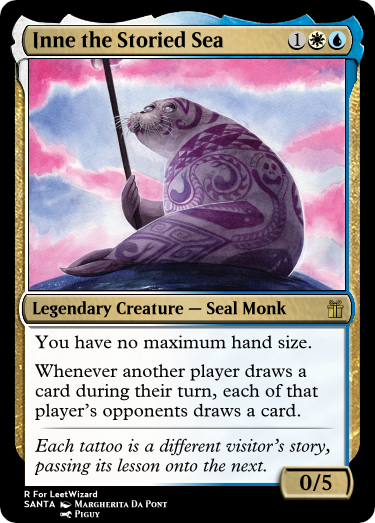 Inne the Storied Sea 1
Legendary Creature — Seal Monk
You have no maximum hand size.
Whenever another player draws a
card during their turn, each of that
player's opponents draws a card.
Each tattoo is a different visitor's story,
passing its lesson onto the next.
0/5
R For LeetWizard
SANTA Margherita Da Pont
Piguy